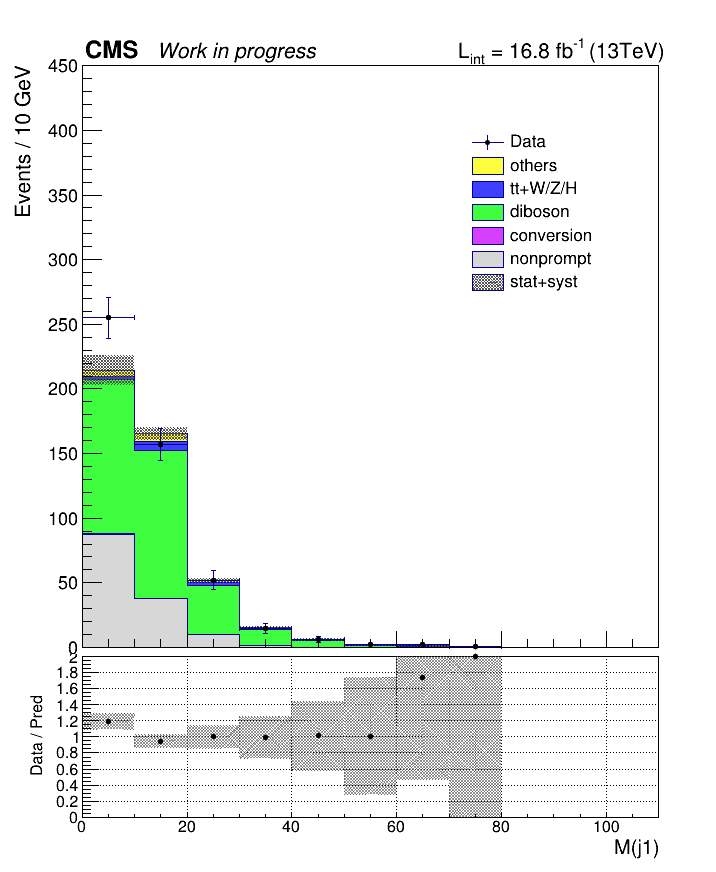 CMS Work in progress L_int = 16.8 fb^-1 (13TeV)
Events / 10 GeV
450
400
350
300
250
200
150
100
50
0
Data
others
tt+W/Z/H
diboson
conversion
nonprompt
stat+syst
Data / Pred
2
1.8
1.6
1.4
1.2
1
0.8
0.6
0.4
0.2
0
0 20 40 60 80 100
M(j1)